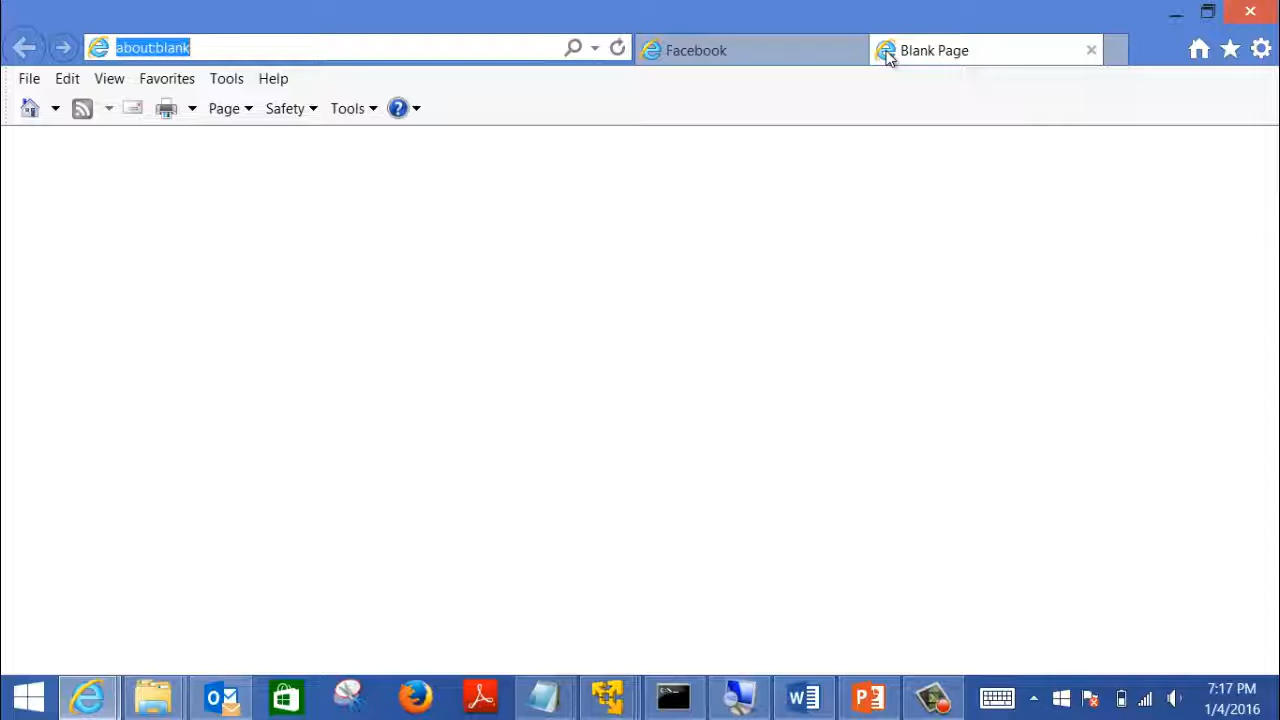 about:blank
Facebook
Blank Page
File Edit View Favorites Tools Help
Page Safety Tools
7:17 PM
1/4/2016